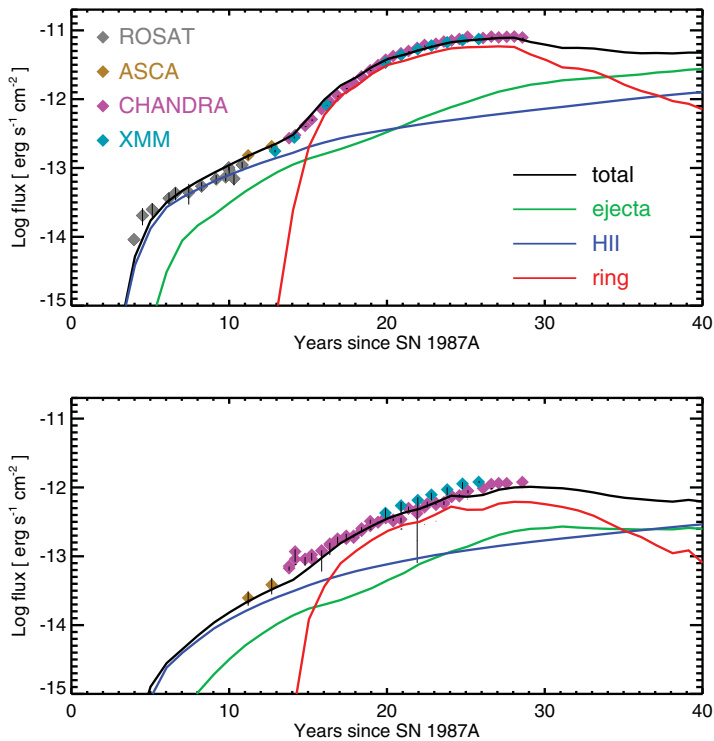 -11
-12
-13
-14
-15
Log flux [ erg s⁻¹ cm⁻² ]
ROSAT
ASCA
CHANDRA
XMM
total
ejecta
HII
ring
0 10 20 30 40
Years since SN 1987A
-11
-12
-13
-14
-15
Log flux [ erg s⁻¹ cm⁻² ]
0 10 20 30 40
Years since SN 1987A